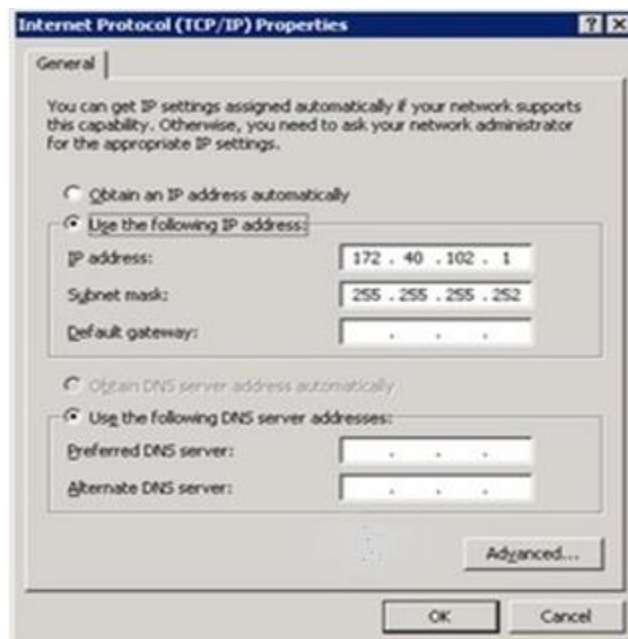 Internet Protocol (TCP/IP) Properties
General
You can get IP settings assigned automatically if your network supports
this capability. Otherwise, you need to ask your network administrator
for the appropriate IP settings.
Obtain an IP address automatically
Use the following IP address:
IP address: 172 . 40 . 102 . 1
Subnet mask: 255 . 255 . 255 . 252
Default gateway: . . .
Obtain DNS server address automatically
Use the following DNS server addresses:
Preferred DNS server: . . .
Alternate DNS server: . . .
Advanced...
OK Cancel